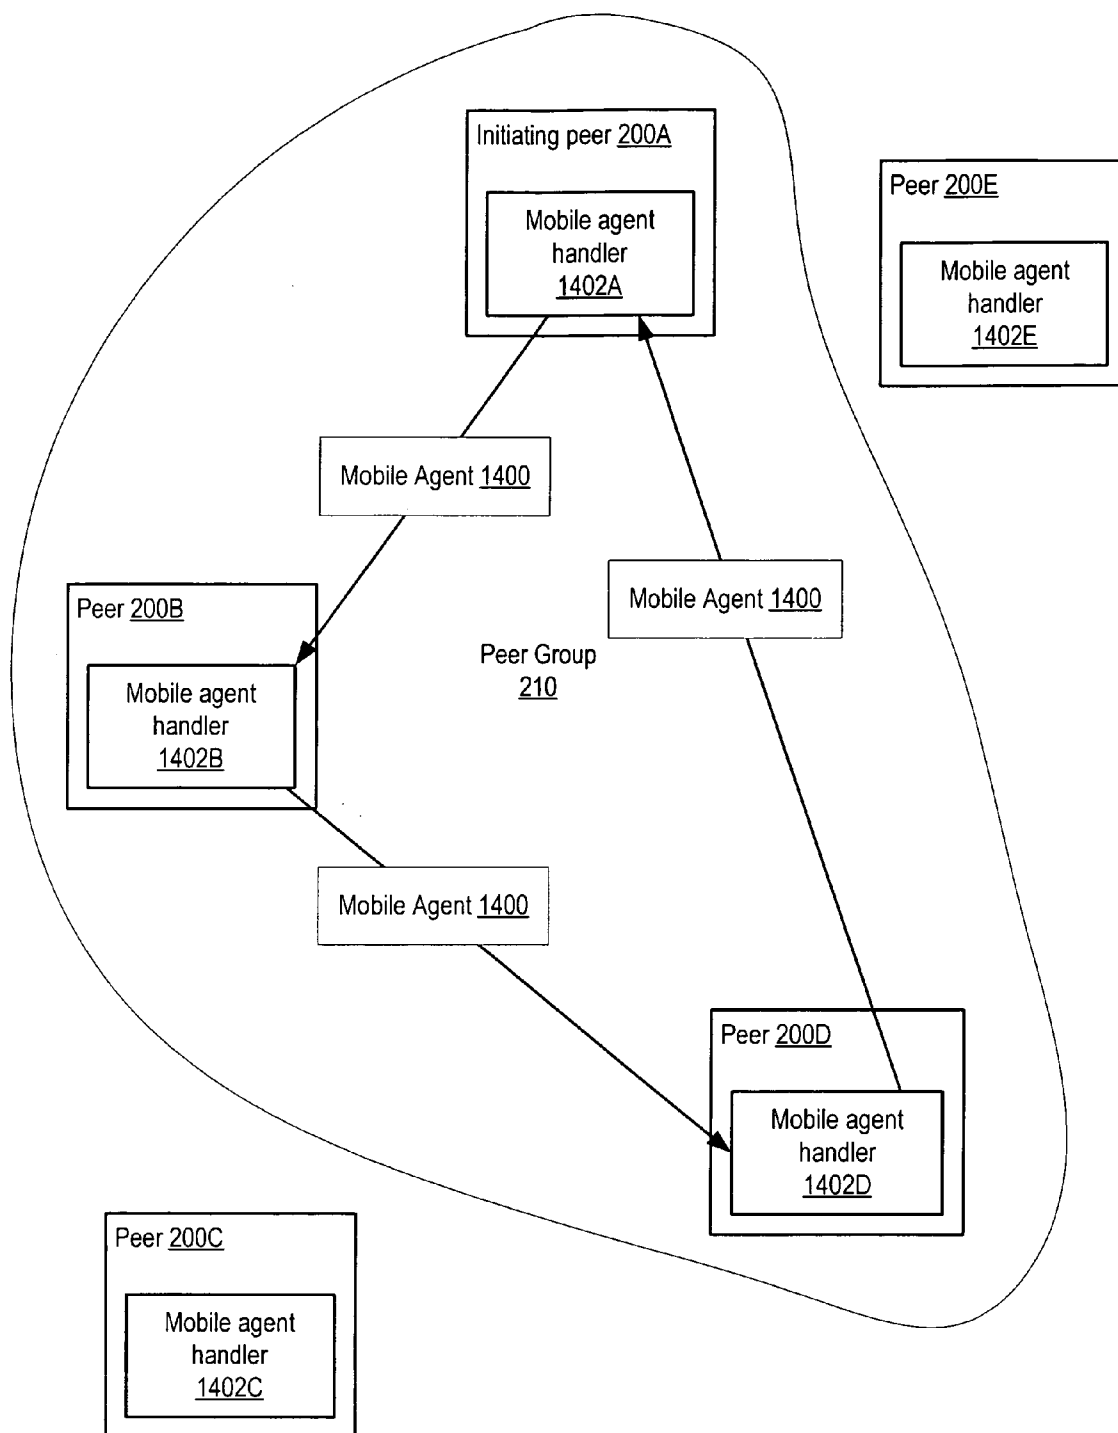 Initiating peer 200A
Mobile agent
handler
1402A
Peer 200E
Mobile agent
handler
1402E
Mobile Agent 1400
Peer 200B
Mobile agent
handler
1402B
Mobile Agent 1400
Peer Group
210
Mobile Agent 1400
Peer 200D
Mobile agent
handler
1402D
Peer 200C
Mobile agent
handler
1402C